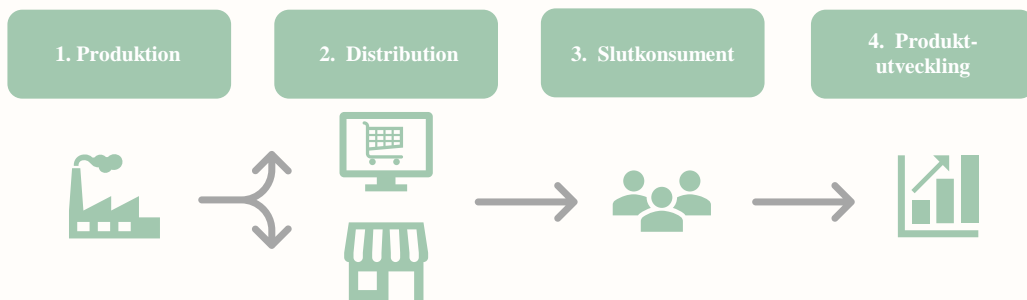 1. Produktion
2. Distribution
3. Slutkonsument
4. Produkt-
utveckling